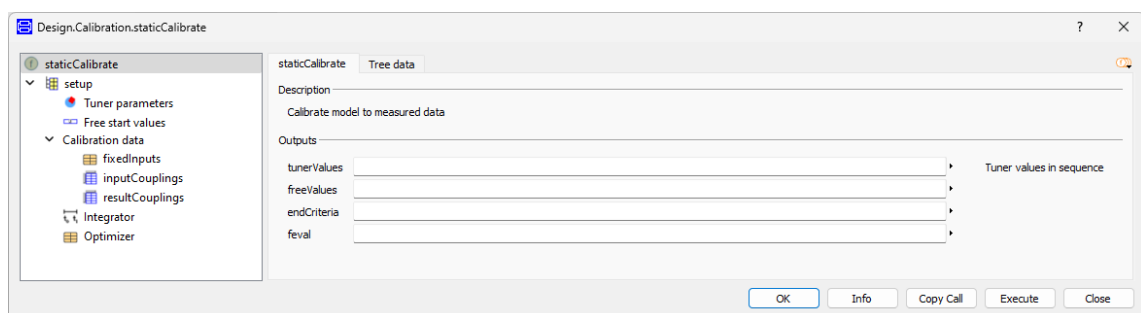 Design.Calibration.staticCalibrate ? ×
staticCalibrate
setup
Tuner parameters
Free start values
Calibration data
fixedInputs
inputCouplings
resultCouplings
Integrator
Optimizer
staticCalibrate Tree data
Description
Calibrate model to measured data
Outputs
tunerValues Tuner values in sequence
freeValues
endCriteria
feval
OK Info Copy Call Execute Close